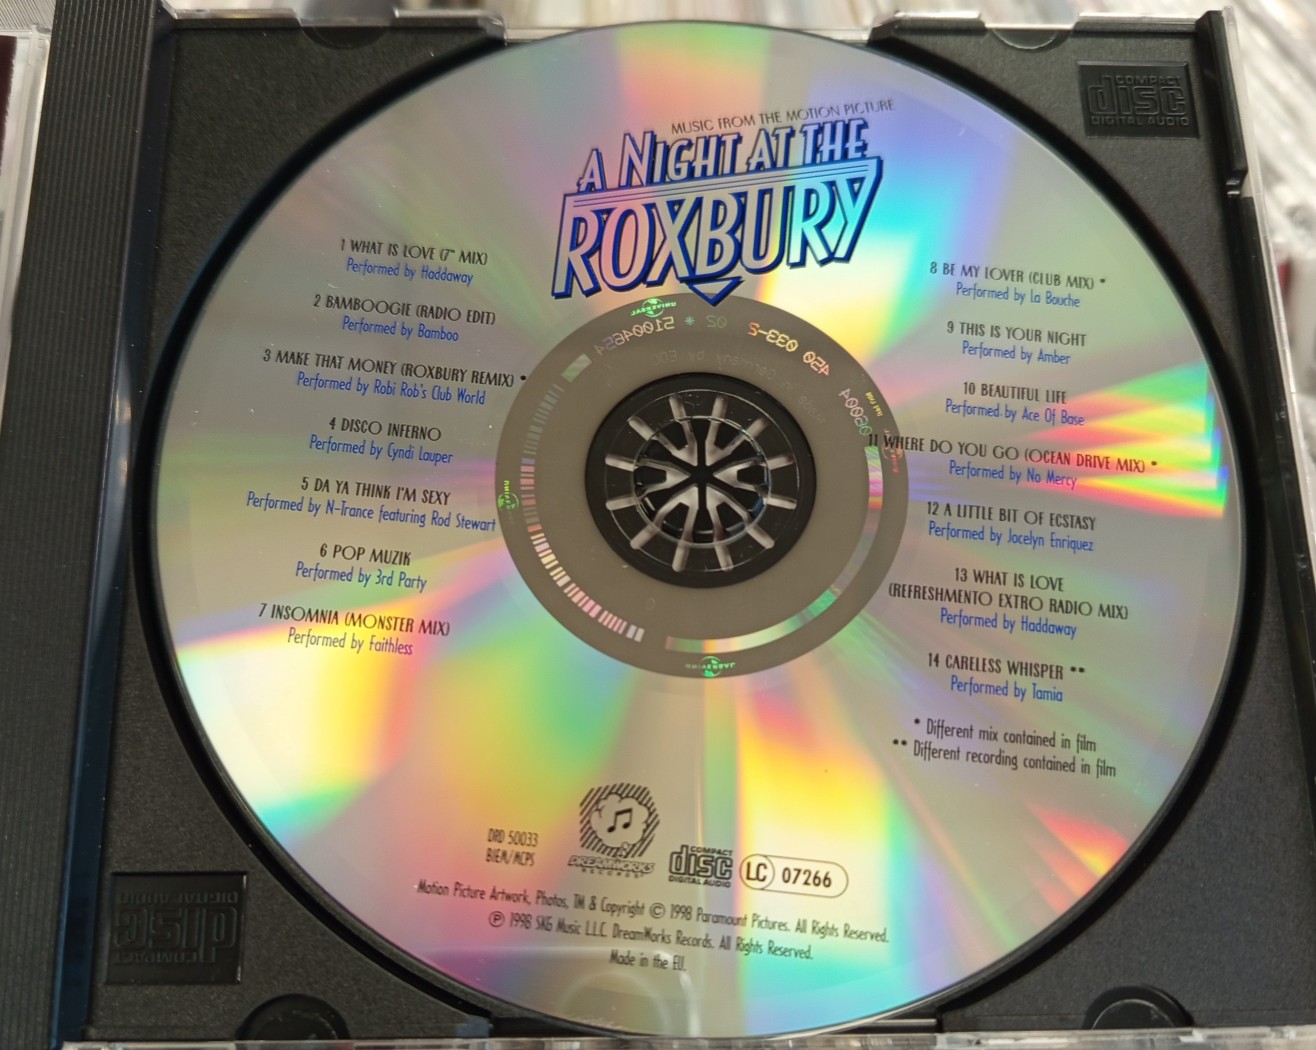 MUSIC FROM THE MOTION PICTURE
A NIGHT AT THE
ROXBURY
1 WHAT IS LOVE (7" MIX)
Performed by Haddaway
2 BAMBOOGIE (RADIO EDIT)
Performed by Bamboo
3 MAKE THAT MONEY (ROXBURY REMIX) *
Performed by Robi Rob's Club World
4 DISCO INFERNO
Performed by Cyndi Lauper
5 DA YA THINK I'M SEXY
Performed by N-Trance featuring Rod Stewart
6 POP MUZIK
Performed by 3rd Party
7 INSOMNIA (MONSTER MIX)
Performed by Faithless
8 BE MY LOVER (CLUB MIX) *
Performed by La Bouche
9 THIS IS YOUR NIGHT
Performed by Amber
10 BEAUTIFUL LIFE
Performed by Ace Of Base
11 WHERE DO YOU GO (OCEAN DRIVE MIX) *
Performed by No Mercy
12 A LITTLE BIT OF ECSTASY
Performed by Jocelyn Enriquez
13 WHAT IS LOVE
(REFRESHMENTO EXTRO RADIO MIX)
Performed by Haddaway
14 CARELESS WHISPER **
Performed by Tamia
* Different mix contained in film
** Different recording contained in film
DRD 50033
BIEM/MCPS
DREAMWORKS
RECORDS
COMPACT
disc
DIGITAL AUDIO
LC 07266
Motion Picture Artwork, Photos, TM & Copyright © 1998 Paramount Pictures. All Rights Reserved.
℗ 1998 SKG Music L.L.C. DreamWorks Records. All Rights Reserved.
Made in the EU.
UNIVERSAL
51004654
02 * 450 033-2
COMPACT
disc
DIGITAL AUDIO
COMPACT
disc
DIGITAL AUDIO